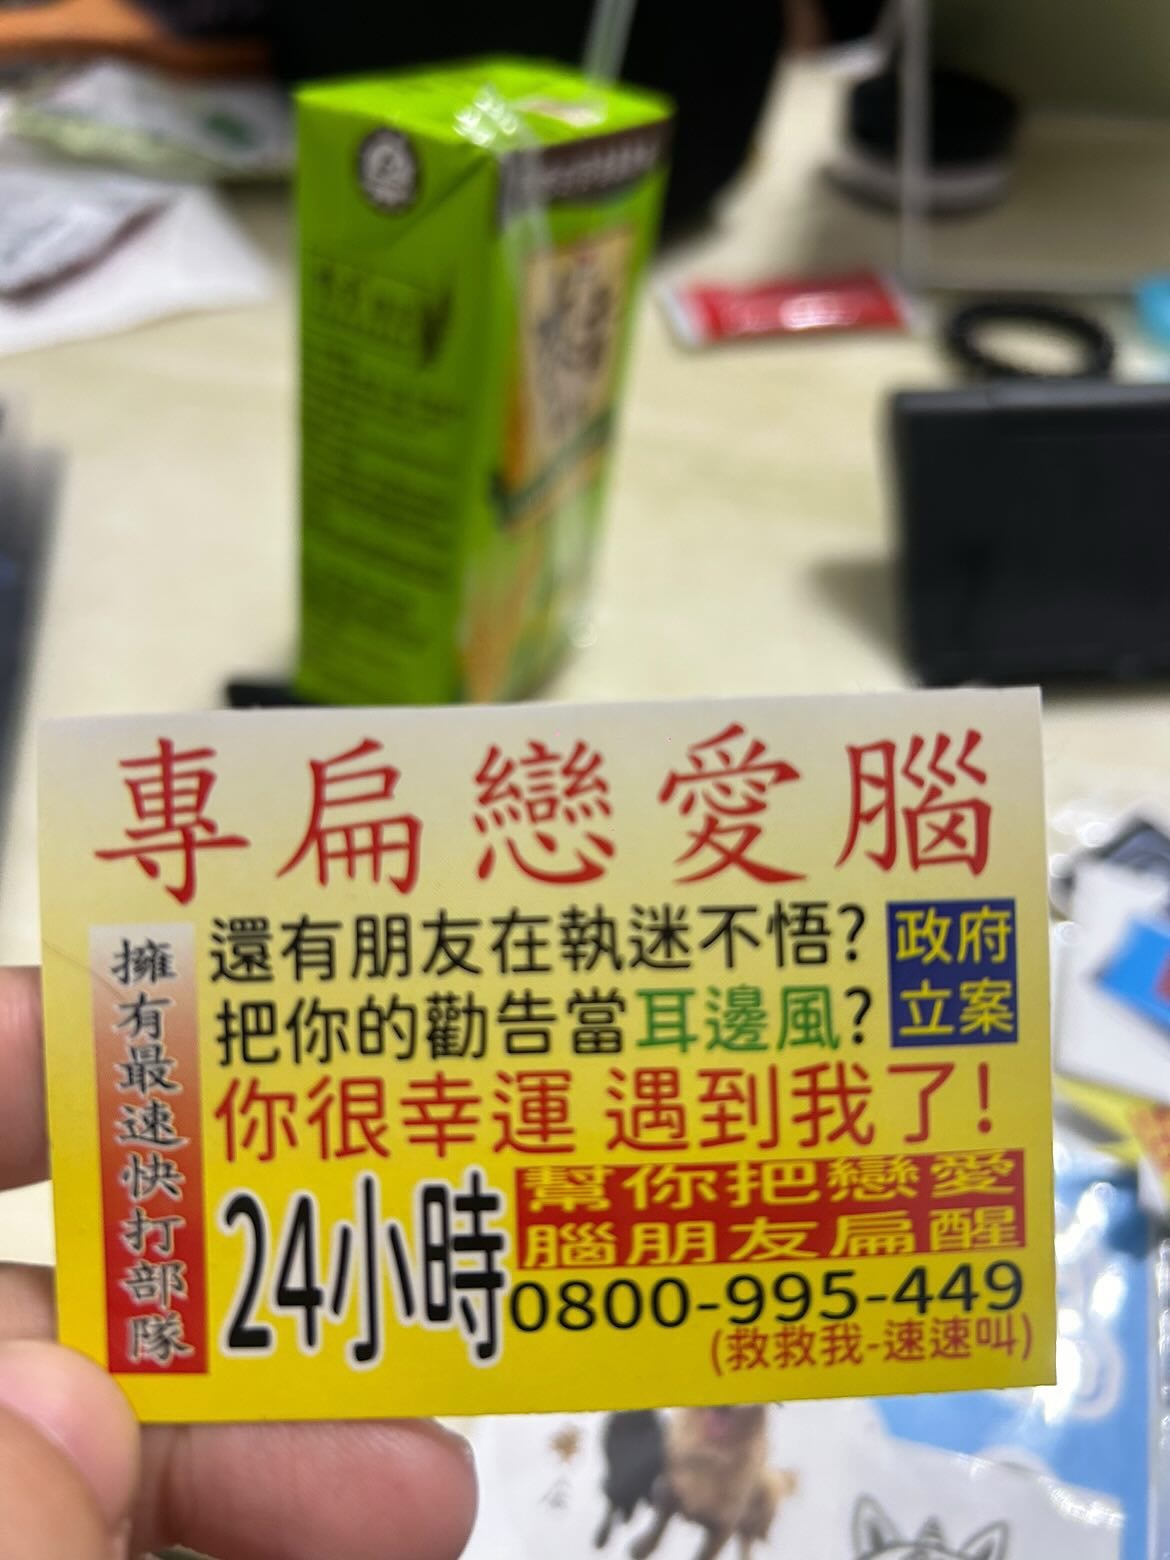 專扁戀愛腦
擁有最速快打部隊
還有朋友在執迷不悟?
把你的勸告當耳邊風?
政府
立案
你很幸運 遇到我了!
24小時
幫你把戀愛
腦朋友扁醒
0800-995-449
(救救我-速速叫)